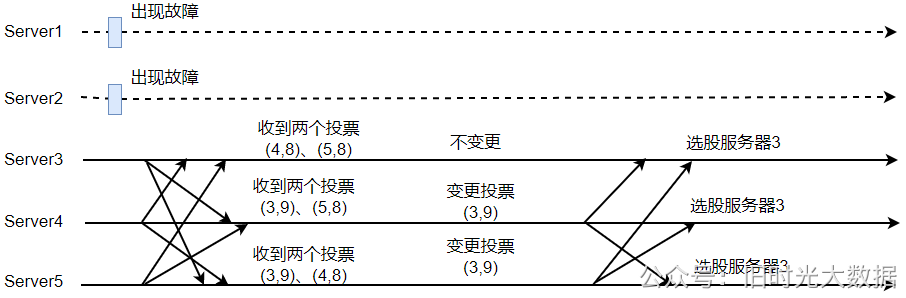 出现故障
Server1
出现故障
Server2
收到两个投票
(4,8)、(5,8)
不变更
选股服务器3
Server3
收到两个投票
(3,9)、(5,8)
变更投票
(3,9)
选股服务器3
Server4
收到两个投票
(3,9)、(4,8)
变更投票
(3,9)
选股服务器3
Server5
公众号：旧时光大数据